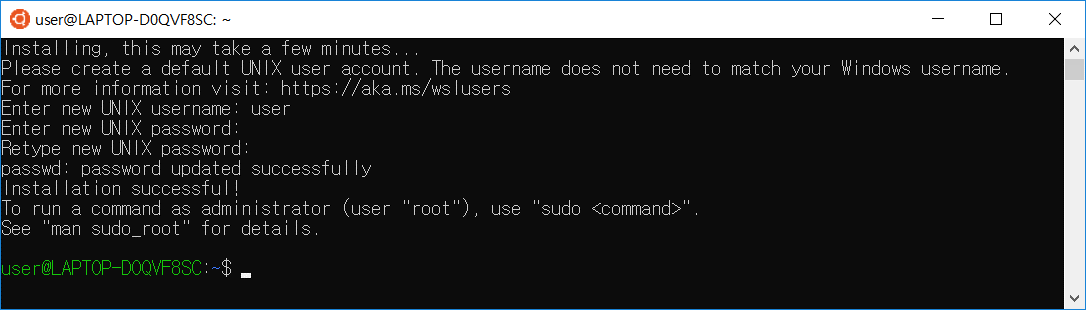 user@LAPTOP-D0QVF8SC: ~
Installing, this may take a few minutes...
Please create a default UNIX user account. The username does not need to match your Windows username.
For more information visit: https://aka.ms/wslusers
Enter new UNIX username: user
Enter new UNIX password:
Retype new UNIX password:
passwd: password updated successfully
Installation successful!
To run a command as administrator (user "root"), use "sudo <command>".
See "man sudo_root" for details.
user@LAPTOP-D0QVF8SC:~$